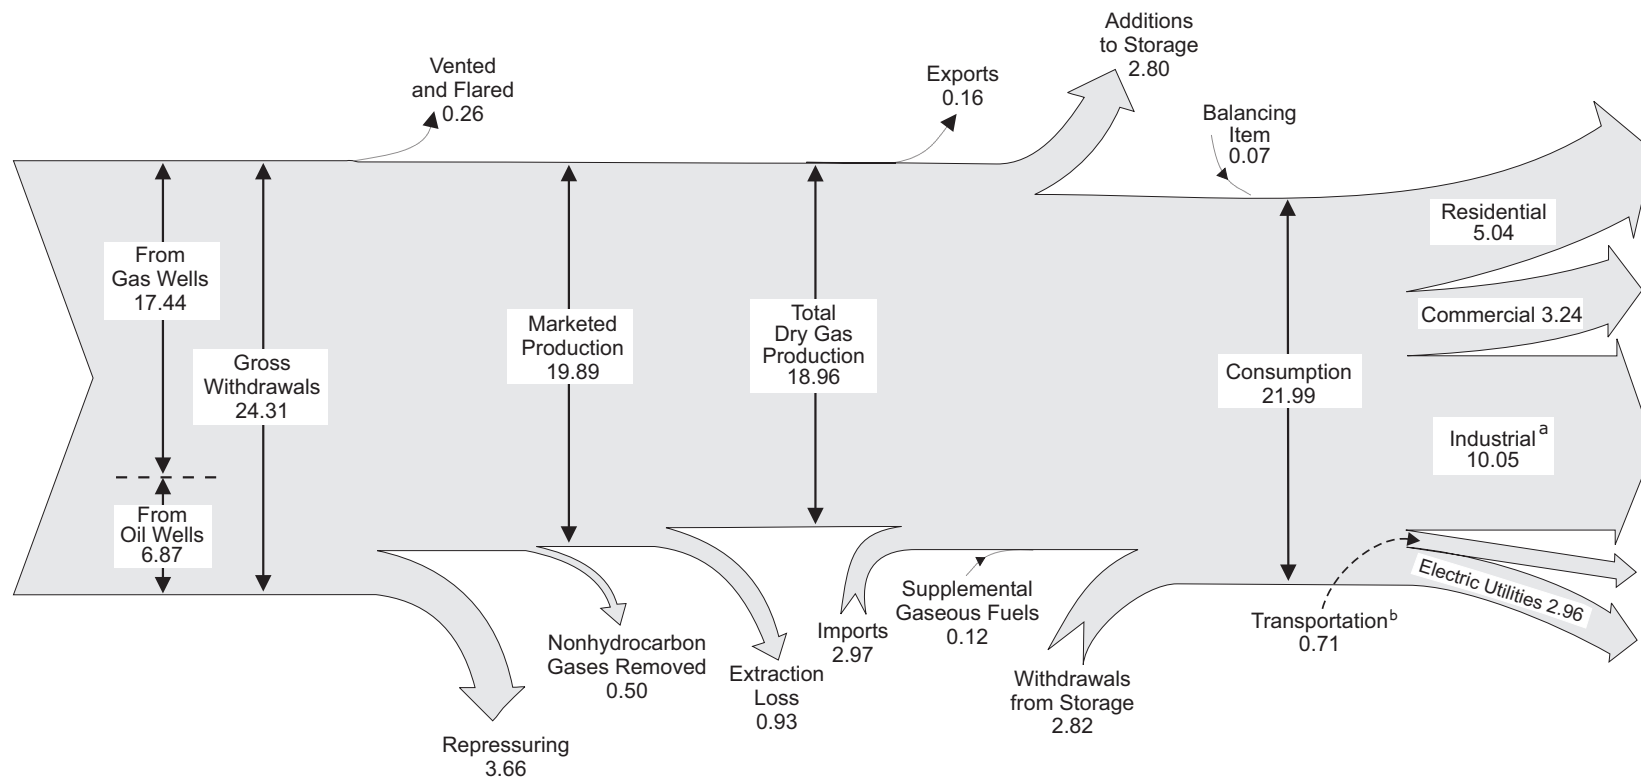 Additions
to Storage
2.80
Vented
and Flared
0.26
Exports
0.16
Balancing
Item
0.07
Residential
5.04
From
Gas Wells
17.44
Commercial 3.24
Gross
Withdrawals
24.31
Marketed
Production
19.89
Total
Dry Gas
Production
18.96
Consumption
21.99
Industrial a
10.05
From
Oil Wells
6.87
Electric Utilities 2.96
Transportation b
0.71
Supplemental
Gaseous Fuels
0.12
Imports
2.97
Nonhydrocarbon
Gases Removed
0.50
Extraction
Loss
0.93
Withdrawals
from Storage
2.82
Repressuring
3.66